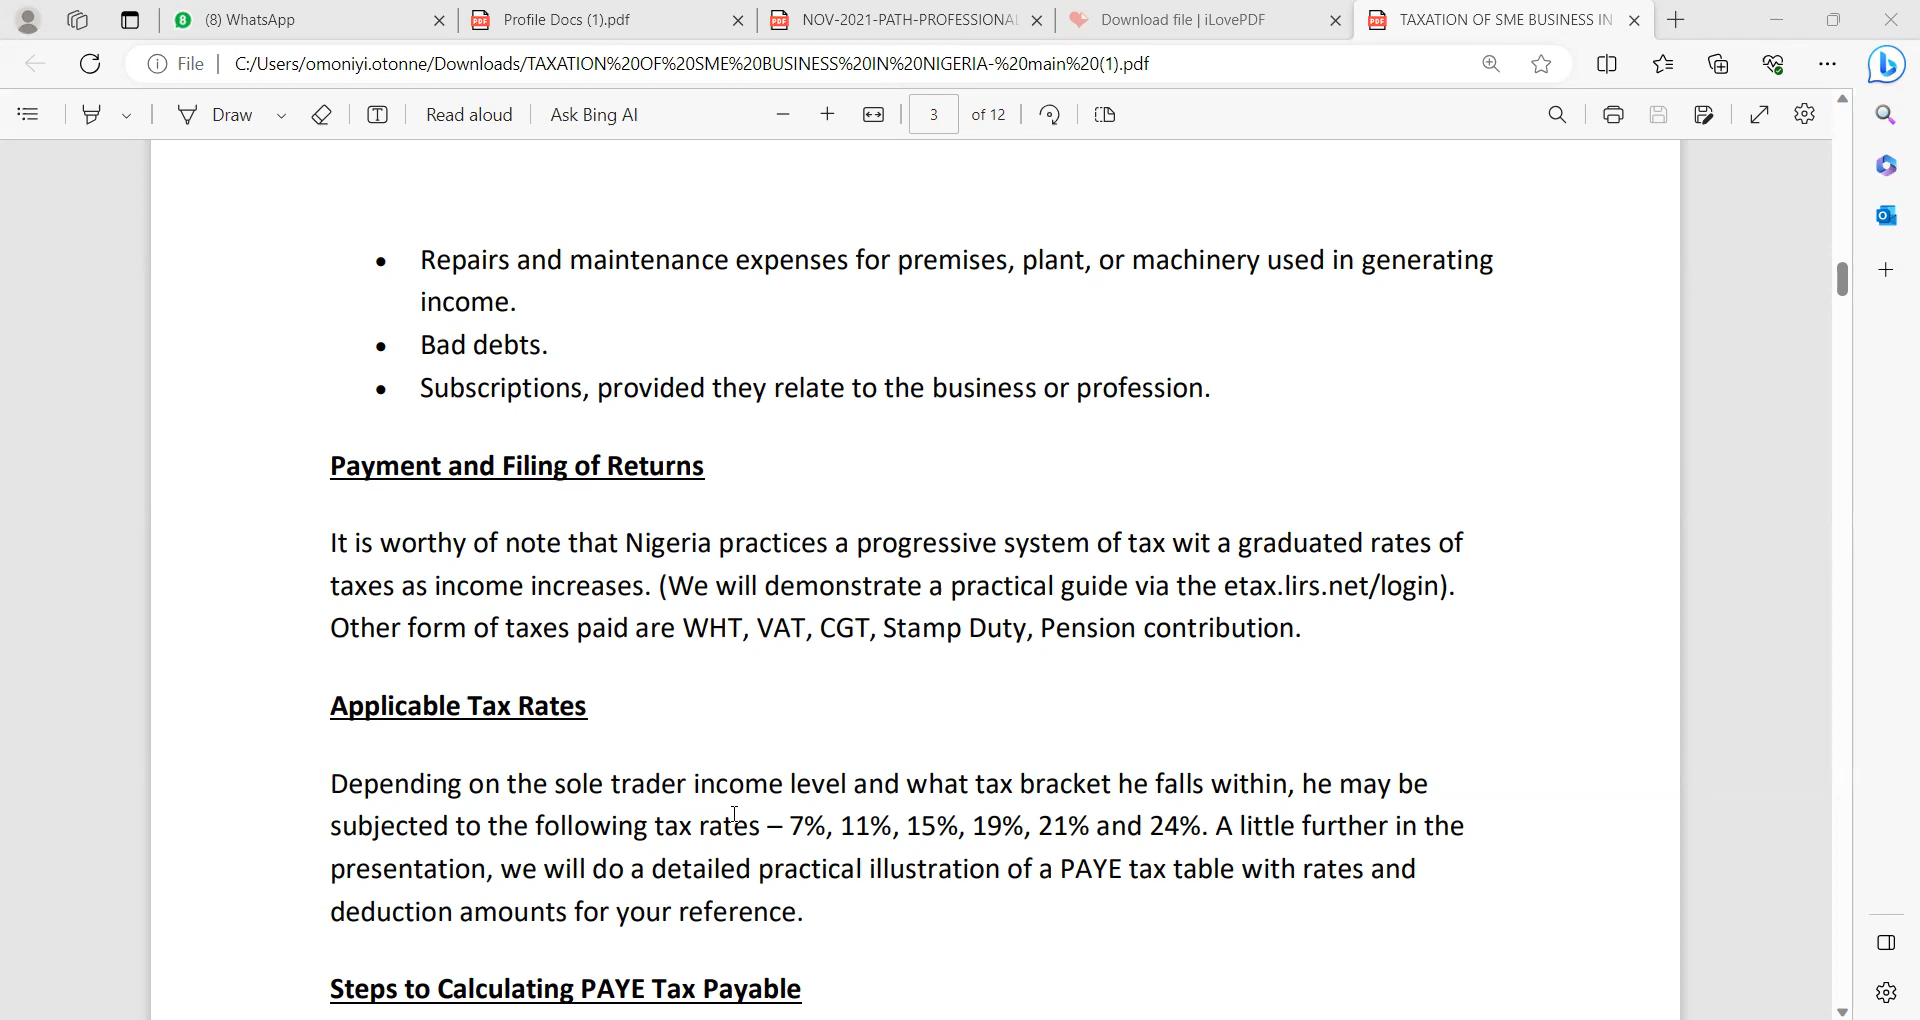 (8) WhatsApp
Profile Docs (1).pdf
NOV-2021-PATH-PROFESSIONAL
Download file | iLovePDF
TAXATION OF SME BUSINESS IN
File
C:/Users/omoniyi.otonne/Downloads/TAXATION%20OF%20SME%20BUSINESS%20IN%20NIGERIA-%20main%20(1).pdf
Draw
Read aloud
Ask Bing AI
3 of 12
• Repairs and maintenance expenses for premises, plant, or machinery used in generating
income.
• Bad debts.
• Subscriptions, provided they relate to the business or profession.
Payment and Filing of Returns
It is worthy of note that Nigeria practices a progressive system of tax wit a graduated rates of
taxes as income increases. (We will demonstrate a practical guide via the etax.lirs.net/login).
Other form of taxes paid are WHT, VAT, CGT, Stamp Duty, Pension contribution.
Applicable Tax Rates
Depending on the sole trader income level and what tax bracket he falls within, he may be
subjected to the following tax rates – 7%, 11%, 15%, 19%, 21% and 24%. A little further in the
presentation, we will do a detailed practical illustration of a PAYE tax table with rates and
deduction amounts for your reference.
Steps to Calculating PAYE Tax Payable